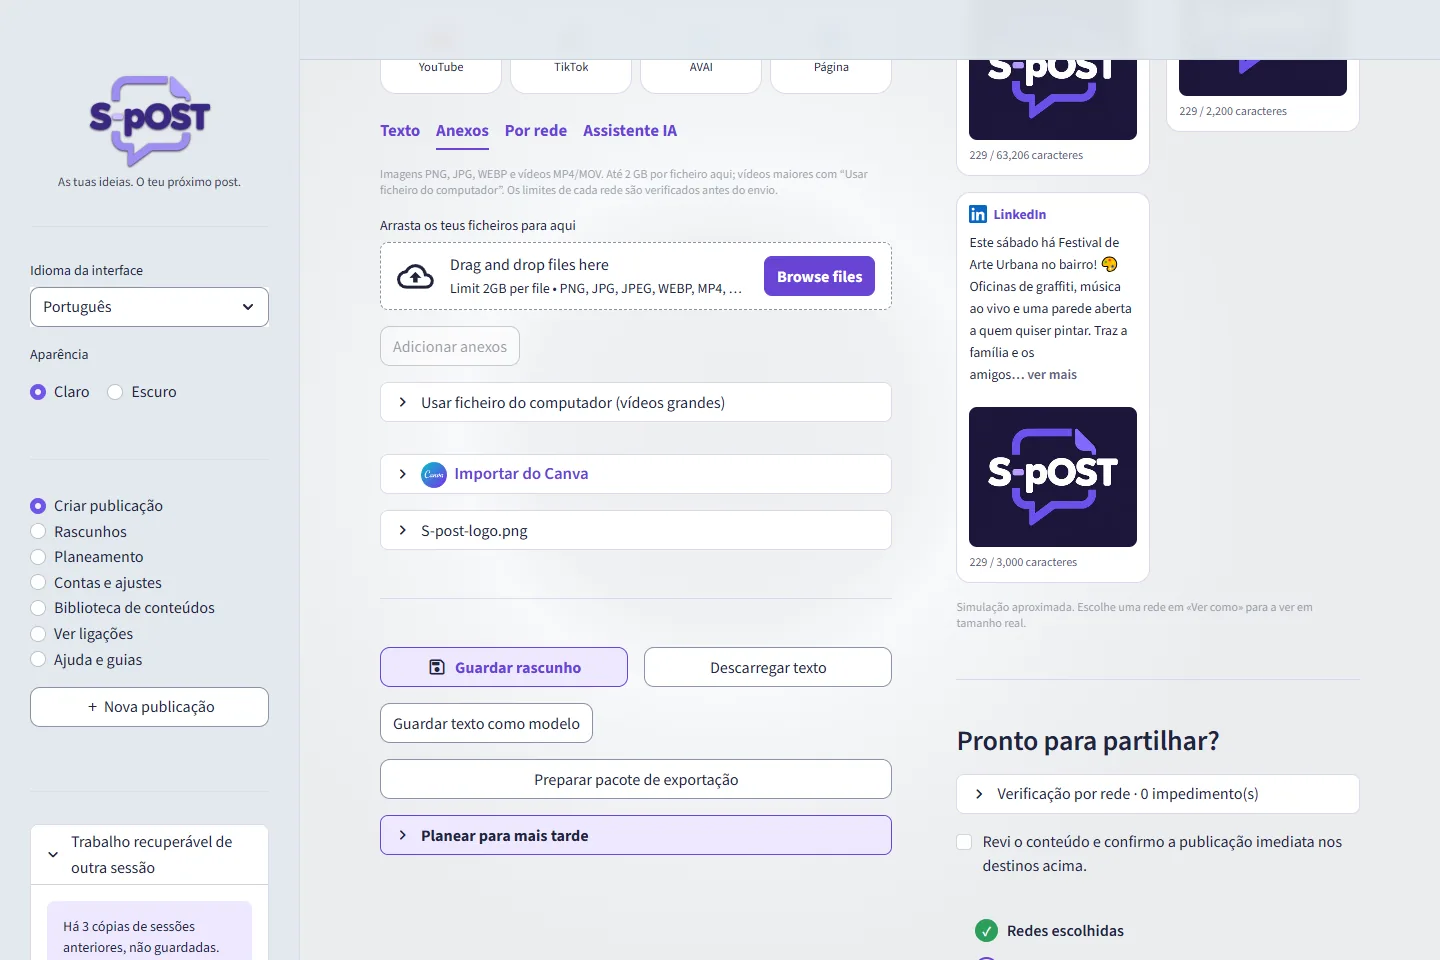 S-pOST
As tuas ideias. O teu próximo post.
Idioma da interface
Português
Aparência
Claro
Escuro
Criar publicação
Rascunhos
Planeamento
Contas e ajustes
Biblioteca de conteúdos
Ver ligações
Ajuda e guias
+ Nova publicação
Trabalho recuperável de
outra sessão
Há 3 cópias de sessões
anteriores, não guardadas.
YouTube
TikTok
AVAI
Página
Texto
Anexos
Por rede
Assistente IA
Imagens PNG, JPG, WEBP e vídeos MP4/MOV. Até 2 GB por ficheiro aqui; vídeos maiores com “Usar
ficheiro do computador”. Os limites de cada rede são verificados antes do envio.
Arrasta os teus ficheiros para aqui
Drag and drop files here
Limit 2GB per file • PNG, JPG, JPEG, WEBP, MP4, …
Browse files
Adicionar anexos
Usar ficheiro do computador (vídeos grandes)
Canva
Importar do Canva
S-post-logo.png
Guardar rascunho
Descarregar texto
Guardar texto como modelo
Preparar pacote de exportação
Planear para mais tarde
S-pOST
229 / 63,206 caracteres
229 / 2,200 caracteres
in LinkedIn
Este sábado há Festival de
Arte Urbana no bairro! 🎨
Oficinas de graffiti, música
ao vivo e uma parede aberta
a quem quiser pintar. Traz a
família e os
amigos… ver mais
S-pOST
229 / 3,000 caracteres
Simulação aproximada. Escolhe uma rede em «Ver como» para a ver em
tamanho real.
Pronto para partilhar?
Verificação por rede · 0 impedimento(s)
Revi o conteúdo e confirmo a publicação imediata nos
destinos acima.
Redes escolhidas